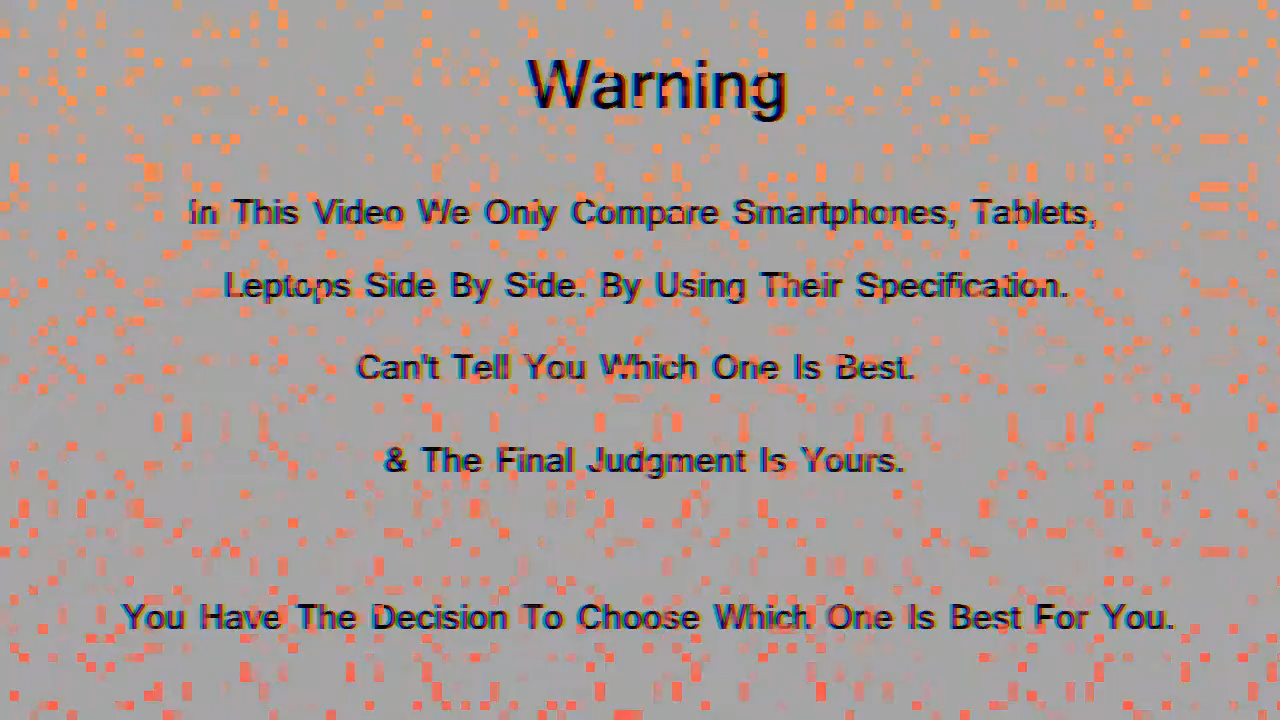 Warning
In This Video We Only Compare Smartphones, Tablets,
Leptops Side By Side. By Using Their Specification.
Can't Tell You Which One Is Best.
& The Final Judgment Is Yours.
You Have The Decision To Choose Which One Is Best For You.